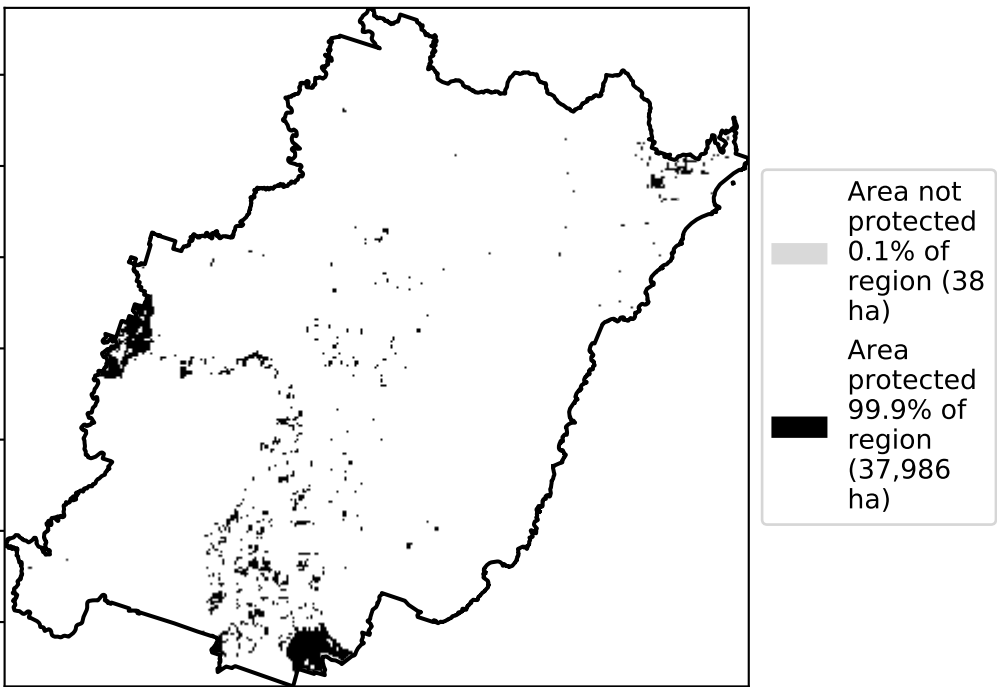 Area not
protected
0.1% of
region (38
ha)
Area
protected
99.9% of
region
(37,986
ha)